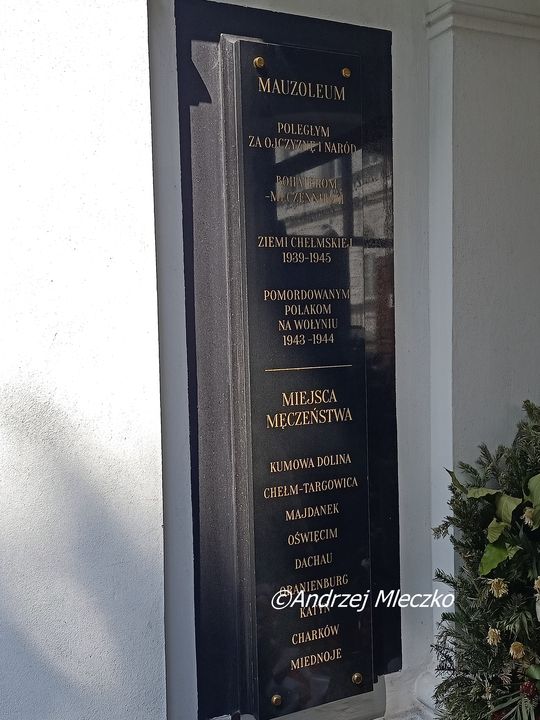 MAUZOLEUM
POLEGŁYM
ZA OJCZYZNĘ I NARÓD
BOHATEROM
-MĘCZENNIKOM
ZIEMI CHEŁMSKIEJ
1939-1945
POMORDOWANYM
POLAKOM
NA WOŁYNIU
1943-1944
MIEJSCA
MĘCZEŃSTWA
KUMOWA DOLINA
CHEŁM-TARGOWICA
MAJDANEK
OŚWIĘCIM
DACHAU
ORANIENBURG
©Andrzej Mleczko
KATYŃ
CHARKÓW
MIEDNOJE